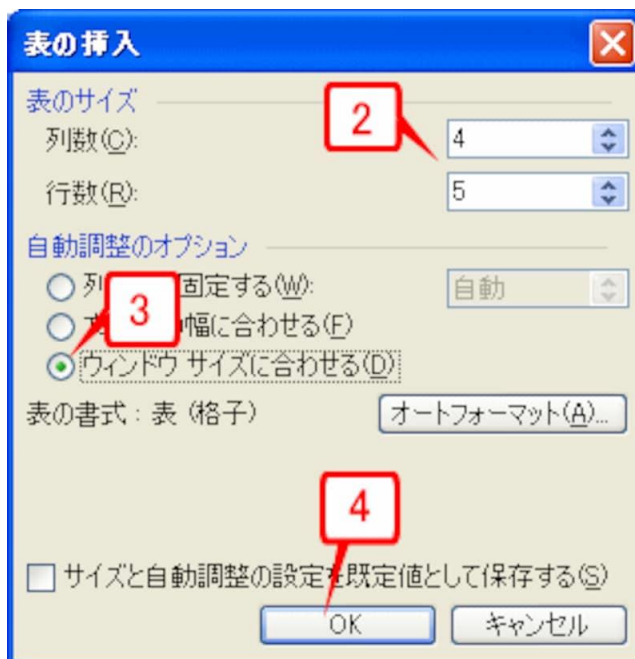 表の挿入
表のサイズ
2
列数(C): 4
行数(R): 5
自動調整のオプション
列 固定する(W): 自動
3
幅に合わせる(F)
ウィンドウ サイズに合わせる(D)
表の書式 : 表 (格子) オートフォーマット(A)...
4
サイズと自動調整の設定を既定値として保存する(S)
OK キャンセル